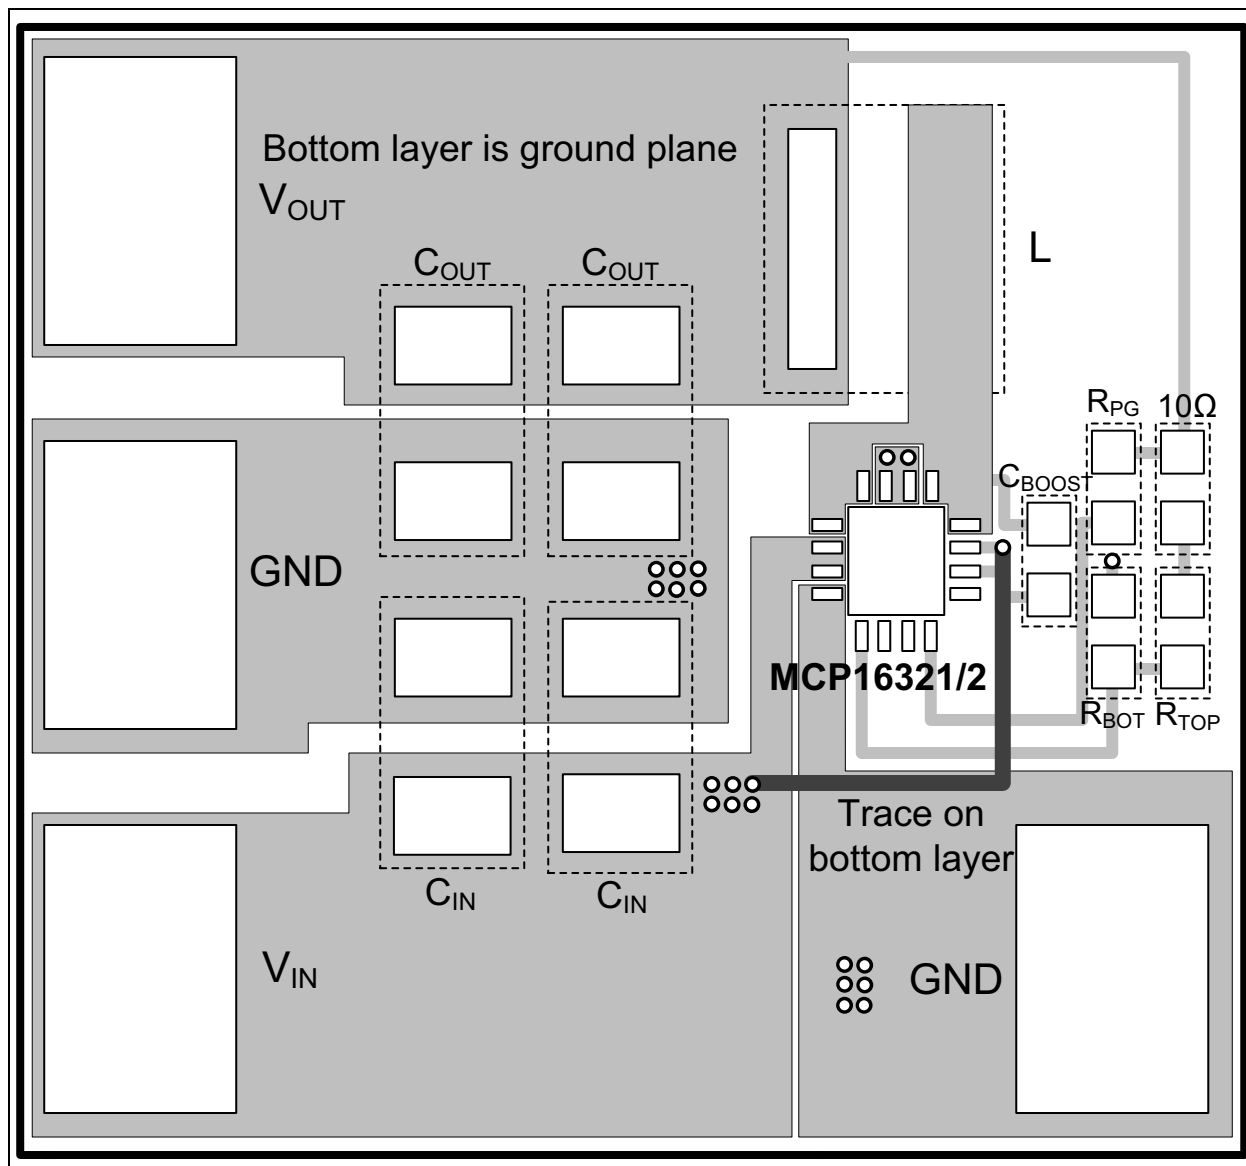 Bottom layer is ground plane
VOUT
COUT
COUT
L
RPG
10Ω
CBOOST
GND
MCP16321/2
RBOT
RTOP
Trace on
bottom layer
CIN
CIN
VIN
GND